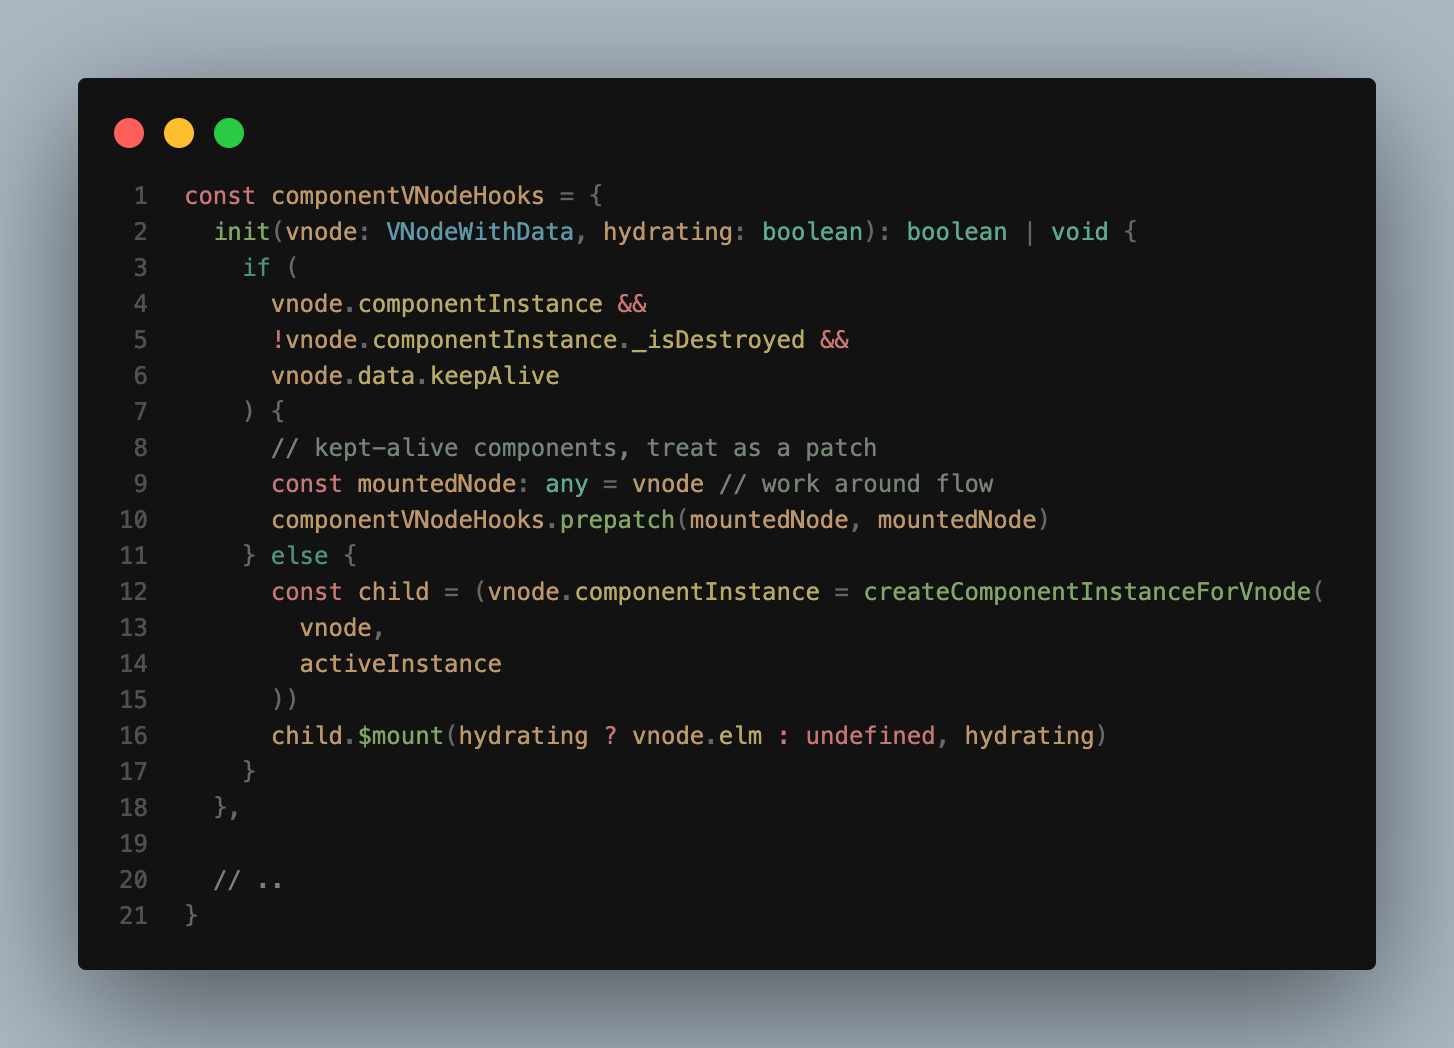 1 const componentVNodeHooks = {
2   init(vnode: VNodeWithData, hydrating: boolean): boolean | void {
3     if (
4       vnode.componentInstance &&
5       !vnode.componentInstance._isDestroyed &&
6       vnode.data.keepAlive
7     ) {
8       // kept-alive components, treat as a patch
9       const mountedNode: any = vnode // work around flow
10       componentVNodeHooks.prepatch(mountedNode, mountedNode)
11     } else {
12       const child = (vnode.componentInstance = createComponentInstanceForVnode(
13         vnode,
14         activeInstance
15       ))
16       child.$mount(hydrating ? vnode.elm : undefined, hydrating)
17     }
18   },
19
20   // ..
21 }